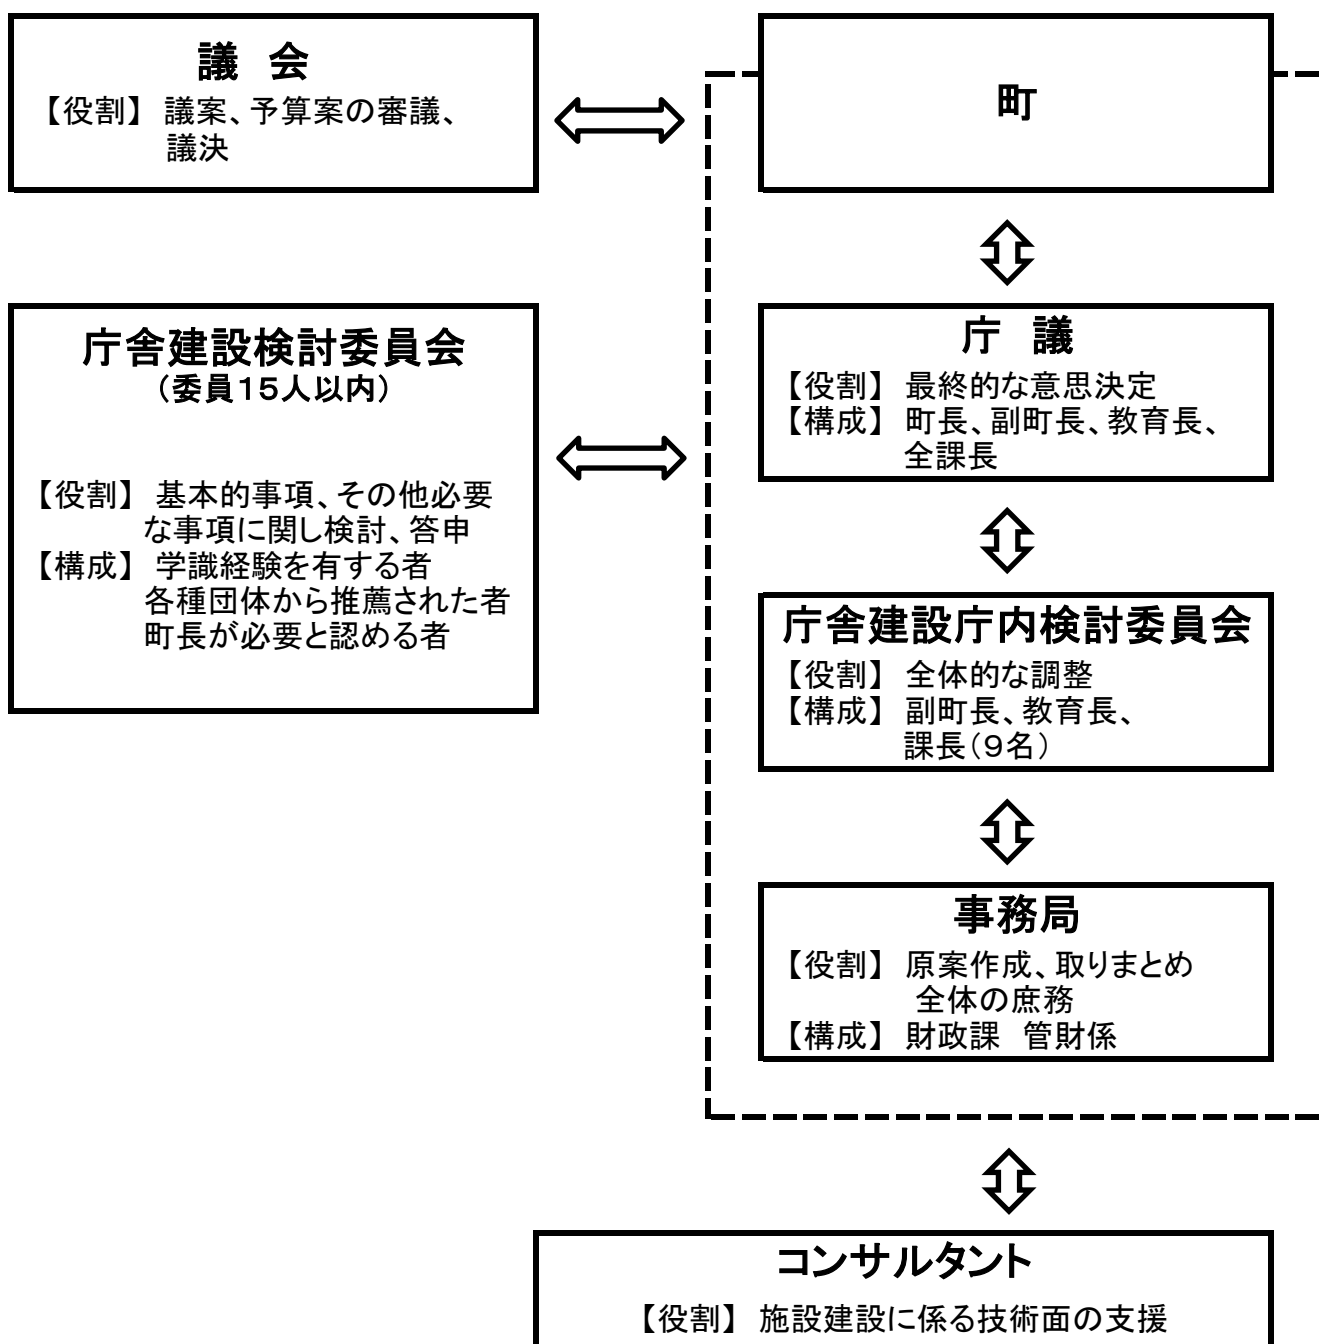 議 会
【役割】 議案、予算案の審議、
議決
町
庁舎建設検討委員会
（委員15人以内）
【役割】 基本的事項、その他必要
な事項に関し検討、答申
【構成】 学識経験を有する者
各種団体から推薦された者
町長が必要と認める者
庁 議
【役割】 最終的な意思決定
【構成】 町長、副町長、教育長、
全課長
庁舎建設庁内検討委員会
【役割】 全体的な調整
【構成】 副町長、教育長、
課長（9名）
事務局
【役割】 原案作成、取りまとめ
全体の庶務
【構成】 財政課 管財係
コンサルタント
【役割】 施設建設に係る技術面の支援